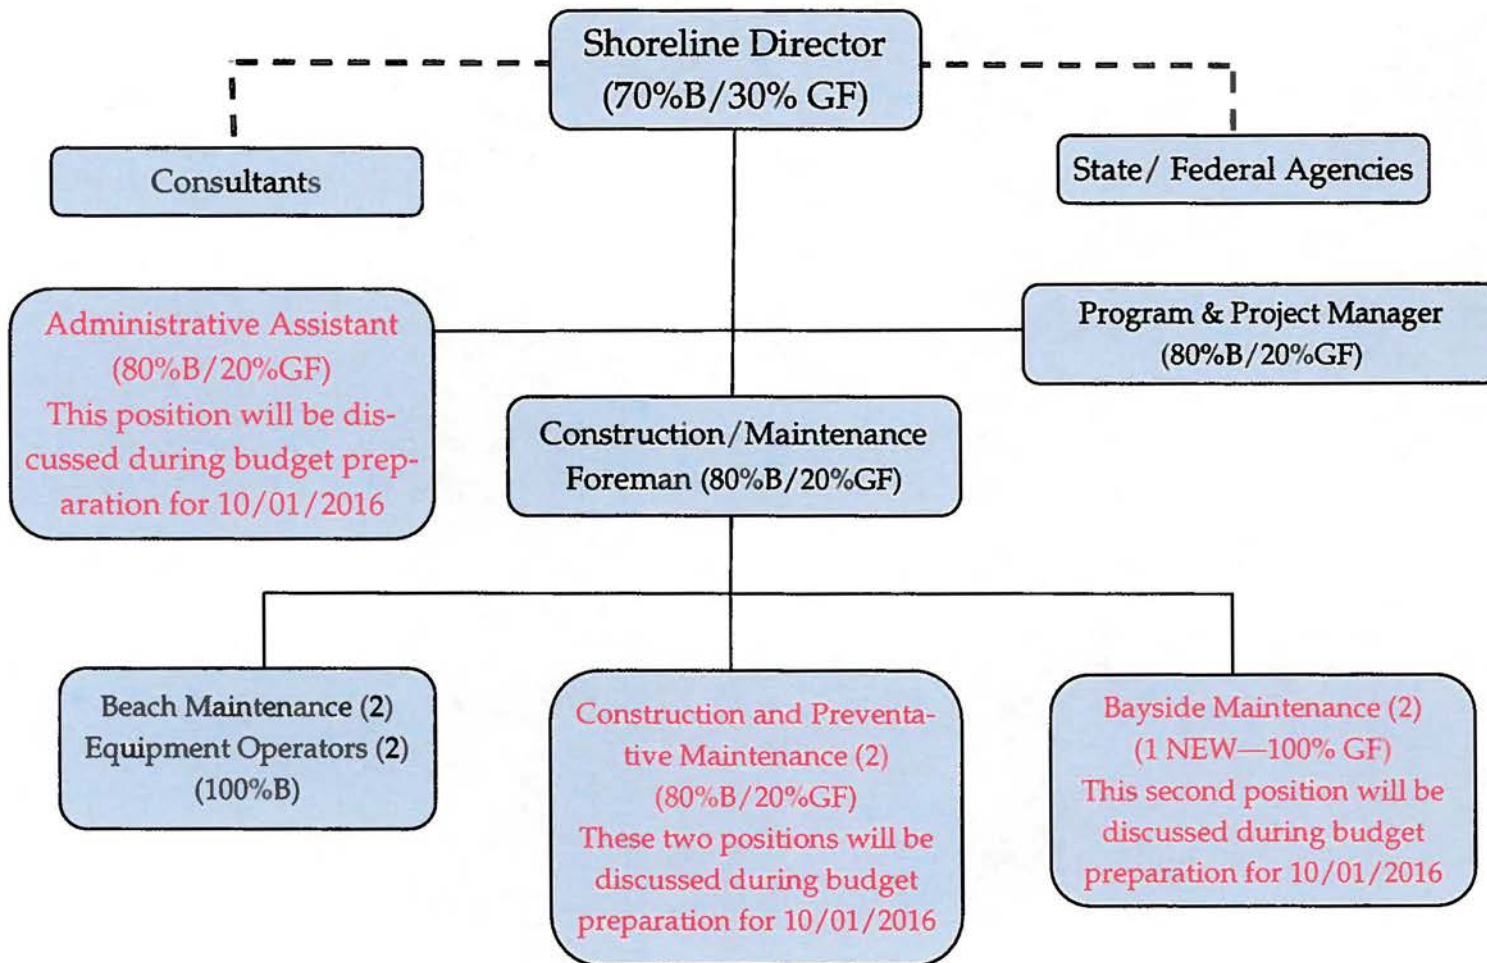 Shoreline Director
(70%B/30% GF)
Consultants
State/ Federal Agencies
Administrative Assistant
(80%B/20%GF)
This position will be dis-
cussed during budget prep-
aration for 10/01/2016
Program & Project Manager
(80%B/20%GF)
Construction/Maintenance
Foreman (80%B/20%GF)
Beach Maintenance (2)
Equipment Operators (2)
(100%B)
Construction and Preventa-
tive Maintenance (2)
(80%B/20%GF)
These two positions will be
discussed during budget
preparation for 10/01/2016
Bayside Maintenance (2)
(1 NEW—100% GF)
This second position will be
discussed during budget
preparation for 10/01/2016